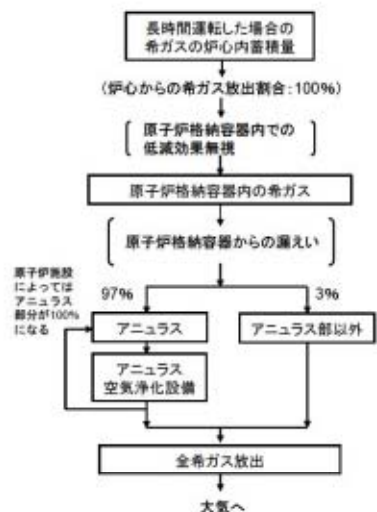 長時間運転した場合の
希ガスの炉心内蓄積量
(炉心からの希ガス放出割合:100%)
原子炉格納容器内での
低減効果無視
原子炉格納容器内の希ガス
原子炉格納容器からの漏えい
原子炉施設
によっては
アニュラス
部分が100%
になる
97%
3%
アニュラス
アニュラス部以外
アニュラス
空気浄化設備
全希ガス放出
大気へ